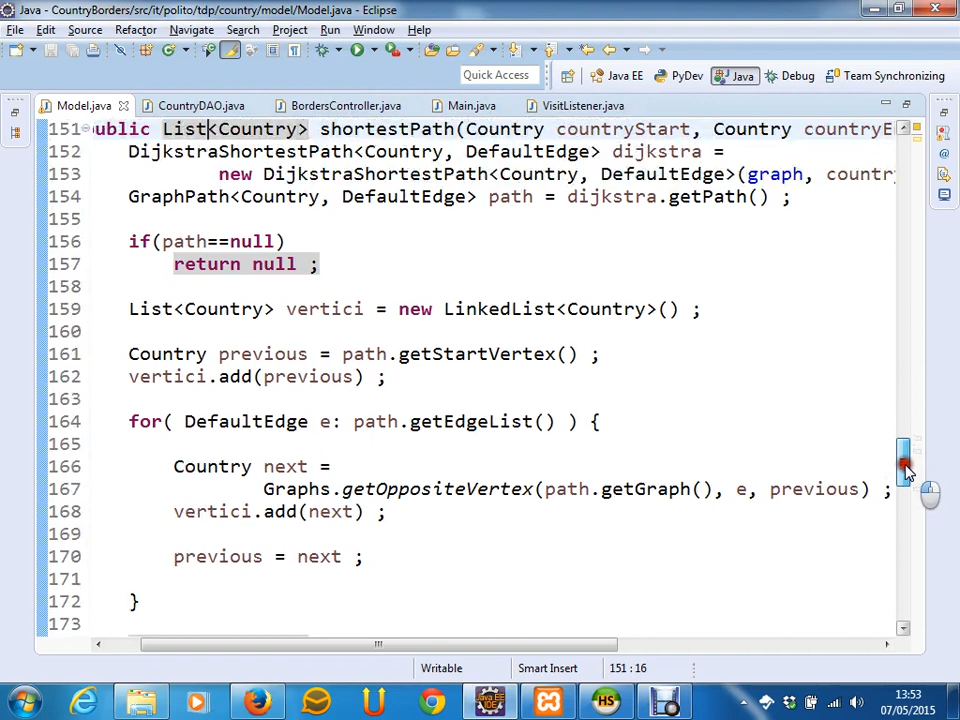 Java - CountryBorders/src/it/polito/tdp/country/model/Model.java - Eclipse
File Edit Source Refactor Navigate Search Project Run Window Help
Quick Access Java EE PyDev Java Debug Team Synchronizing
Model.java CountryDAO.java BordersController.java Main.java VisitListener.java
151 ublic List<Country> shortestPath(Country countryStart, Country countryE
152 DijkstraShortestPath<Country, DefaultEdge> dijkstra =
153 new DijkstraShortestPath<Country, DefaultEdge>(graph, countr
154 GraphPath<Country, DefaultEdge> path = dijkstra.getPath() ;
155
156 if(path==null)
157 return null ;
158
159 List<Country> vertici = new LinkedList<Country>() ;
160
161 Country previous = path.getStartVertex() ;
162 vertici.add(previous) ;
163
164 for( DefaultEdge e: path.getEdgeList() ) {
165
166 Country next =
167 Graphs.getOppositeVertex(path.getGraph(), e, previous) ;
168 vertici.add(next) ;
169
170 previous = next ;
171
172 }
173
Writable Smart Insert 151 : 16
Java EE IDE HS 13:53
07/05/2015